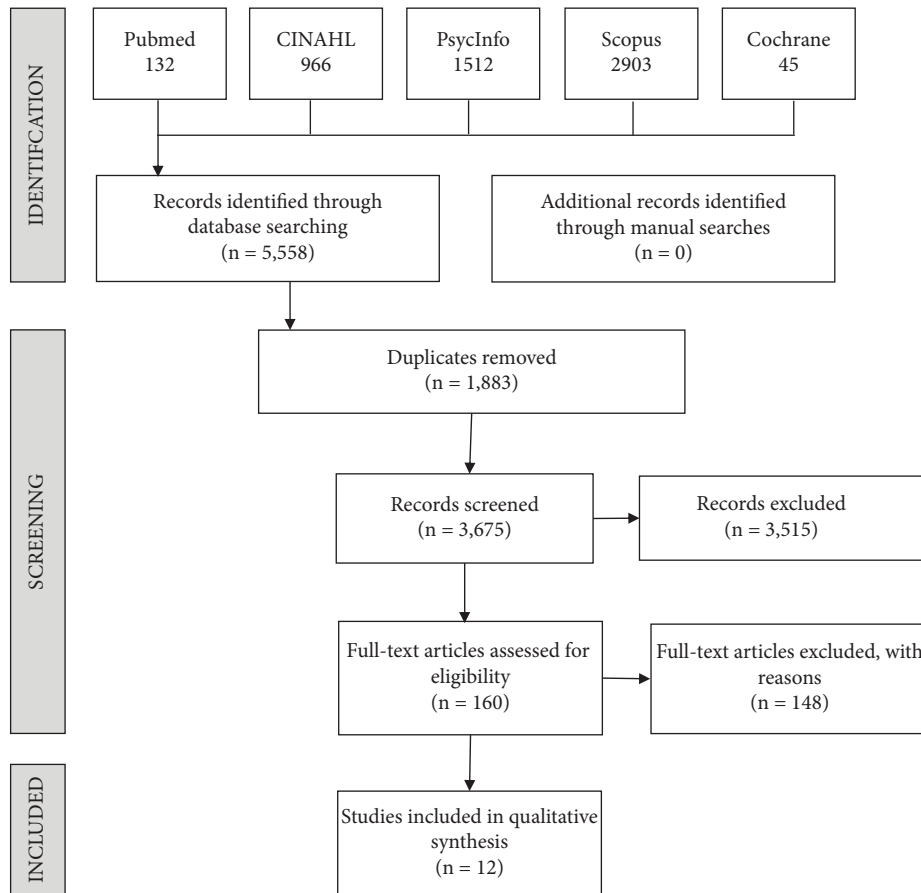 IDENTIFCATION
Pubmed
132
CINAHL
966
PsycInfo
1512
Scopus
2903
Cochrane
45
Records identified through
database searching
(n = 5,558)
Additional records identified
through manual searches
(n = 0)
SCREENING
Duplicates removed
(n = 1,883)
Records screened
(n = 3,675)
Records excluded
(n = 3,515)
Full-text articles assessed for
eligibility
(n = 160)
Full-text articles excluded, with
reasons
(n = 148)
INCLUDED
Studies included in qualitative
synthesis
(n = 12)